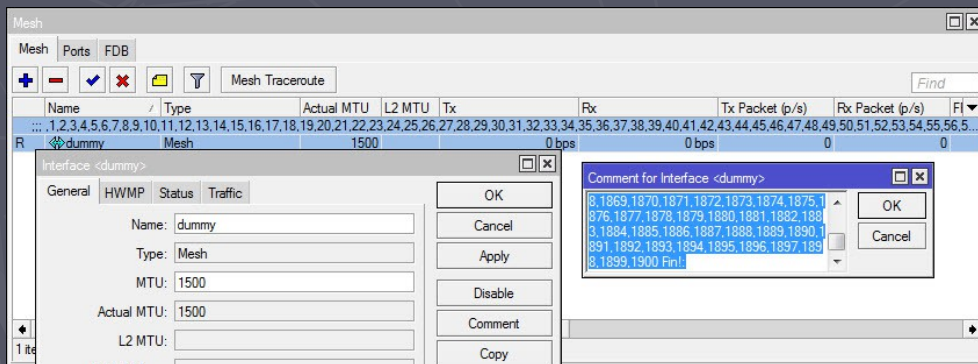 Mesh
Mesh Ports FDB
Mesh Traceroute Find
Name Type Actual MTU L2 MTU Tx Rx Tx Packet (p/s) Rx Packet (p/s)
::: ,1,2,3,4,5,6,7,8,9,10,11,12,13,14,15,16,17,18,19,20,21,22,23,24,25,26,27,28,29,30,31,32,33,34,35,36,37,38,39,40,41,42,43,44,45,46,47,48,49,50,51,52,53,54,55,56,5...
R dummy Mesh 1500 0 bps 0 bps 0 0
Interface <dummy>
General HWMP Status Traffic
Name: dummy
Type: Mesh
MTU: 1500
Actual MTU: 1500
L2 MTU:
OK
Cancel
Apply
Disable
Comment
Copy
Comment for Interface <dummy>
8,1869,1870,1871,1872,1873,1874,1875,1
876,1877,1878,1879,1880,1881,1882,188
3,1884,1885,1886,1887,1888,1889,1890,1
891,1892,1893,1894,1895,1896,1897,189
8,1899,1900 Fin!:
OK
Cancel